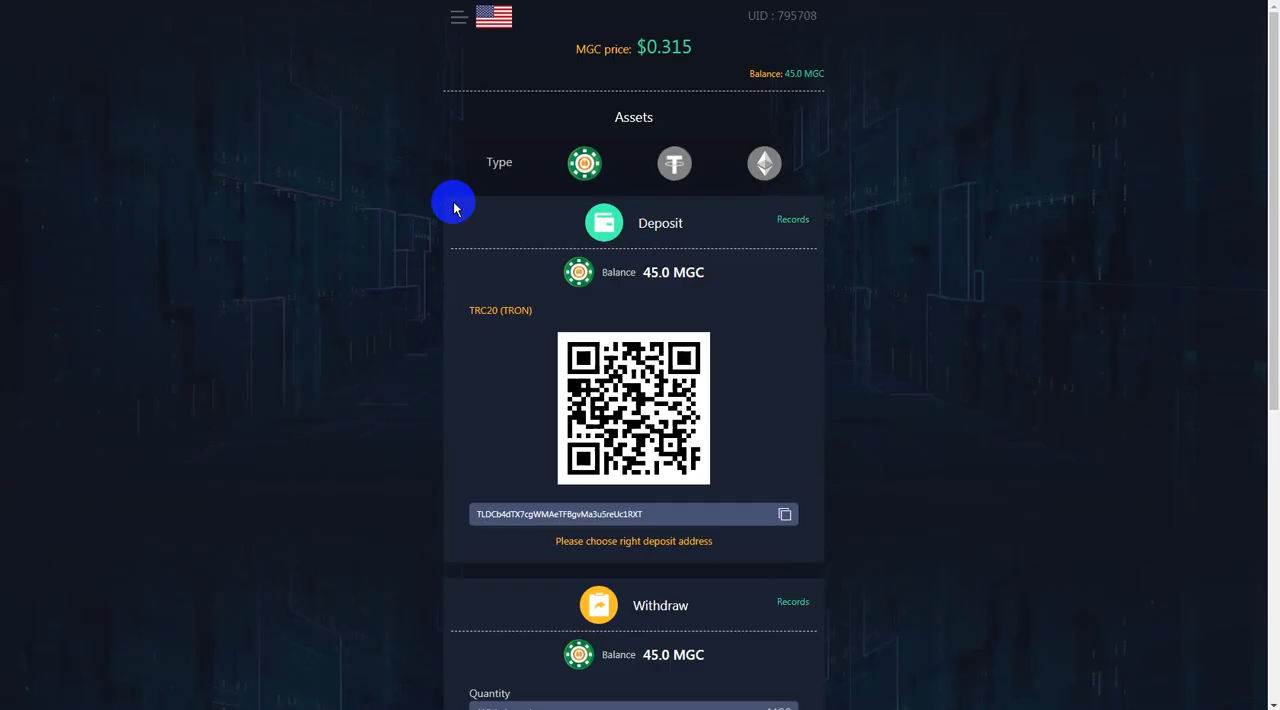 UID : 795708
MGC price: $0.315
Balance: 45.0 MGC
Assets
Type
Deposit
Records
Balance 45.0 MGC
TRC20 (TRON)
TLDCb4dTX7cgWMAeTFBgvMa3u5reUc1RXT
Please choose right deposit address
Withdraw
Records
Balance 45.0 MGC
Quantity